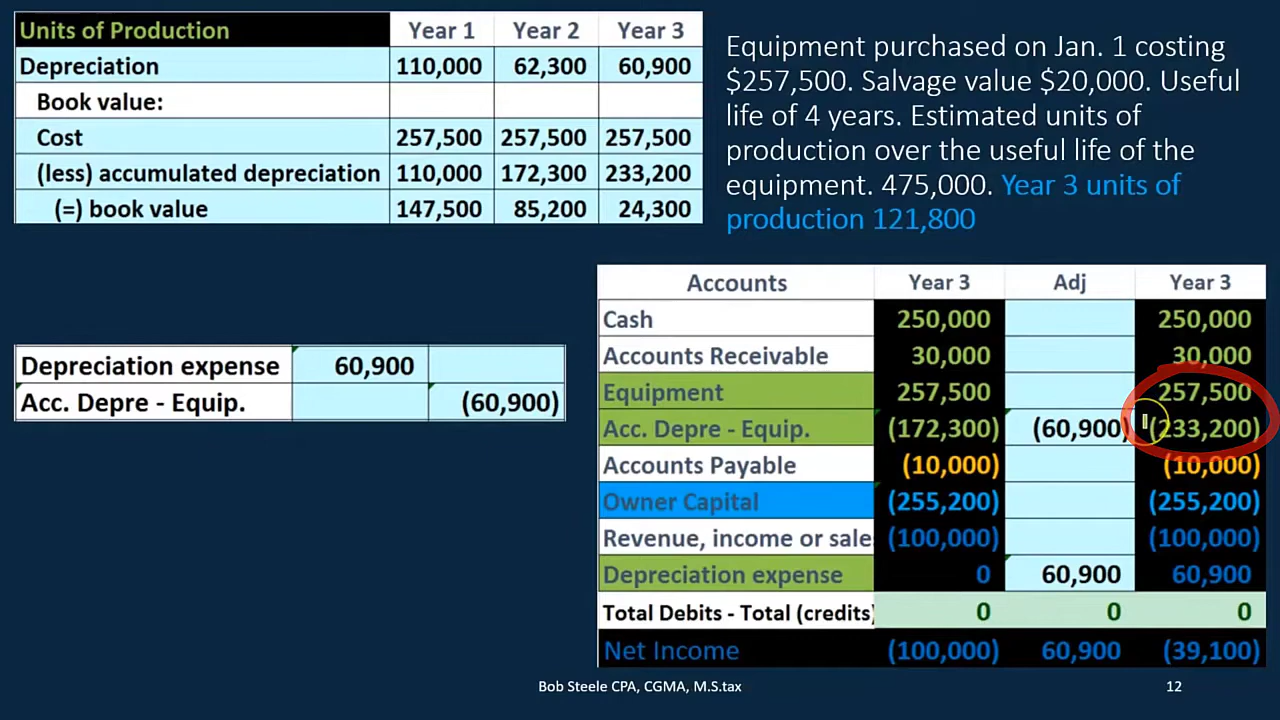 Units of Production Year 1 Year 2 Year 3
Depreciation 110,000 62,300 60,900
Book value:
Cost 257,500 257,500 257,500
(less) accumulated depreciation 110,000 172,300 233,200
(=) book value 147,500 85,200 24,300
Equipment purchased on Jan. 1 costing
$257,500. Salvage value $20,000. Useful
life of 4 years. Estimated units of
production over the useful life of the
equipment. 475,000. Year 3 units of
production 121,800
Depreciation expense 60,900
Acc. Depre - Equip. (60,900)
Accounts Year 3 Adj Year 3
Cash 250,000 250,000
Accounts Receivable 30,000 30,000
Equipment 257,500 257,500
Acc. Depre - Equip. (172,300) (60,900) (233,200)
Accounts Payable (10,000) (10,000)
Owner Capital (255,200) (255,200)
Revenue, income or sale (100,000) (100,000)
Depreciation expense 0 60,900 60,900
Total Debits - Total (credits) 0 0 0
Net Income (100,000) 60,900 (39,100)
Bob Steele CPA, CGMA, M.S.tax 12